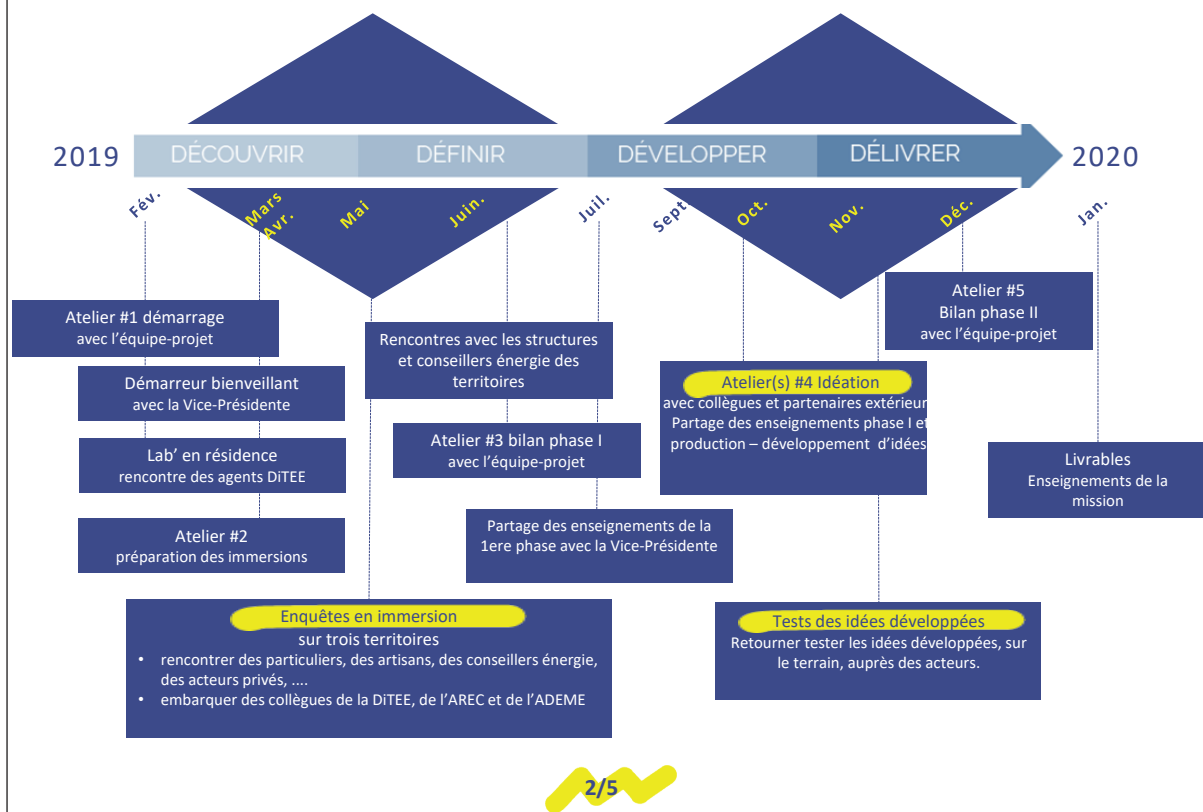 2019
DÉCOUVRIR
DÉFINIR
DÉVELOPPER
DÉLIVRER
2020
Fév.
Mars
Avr.
Mai
Juin.
Juil.
Sept.
Oct.
Nov.
Déc.
Jan.
Atelier #1 démarrage
avec l'équipe-projet
Démarreur bienveillant
avec la Vice-Présidente
Lab' en résidence
rencontre des agents DiTEE
Atelier #2
préparation des immersions
Enquêtes en immersion
sur trois territoires
• rencontrer des particuliers, des artisans, des conseillers énergie,
des acteurs privés, ....
• embarquer des collègues de la DiTEE, de l'AREC et de l'ADEME
Rencontres avec les structures
et conseillers énergie des
territoires
Atelier #3 bilan phase I
avec l'équipe-projet
Partage des enseignements de la
1ere phase avec la Vice-Présidente
Atelier(s) #4 Idéation
avec collègues et partenaires extérieur
Partage des enseignements phase I et
production – développement d'idées
Tests des idées développées
Retourner tester les idées développées, sur
le terrain, auprès des acteurs.
Atelier #5
Bilan phase II
avec l'équipe-projet
Livrables
Enseignements de la
mission
2/5